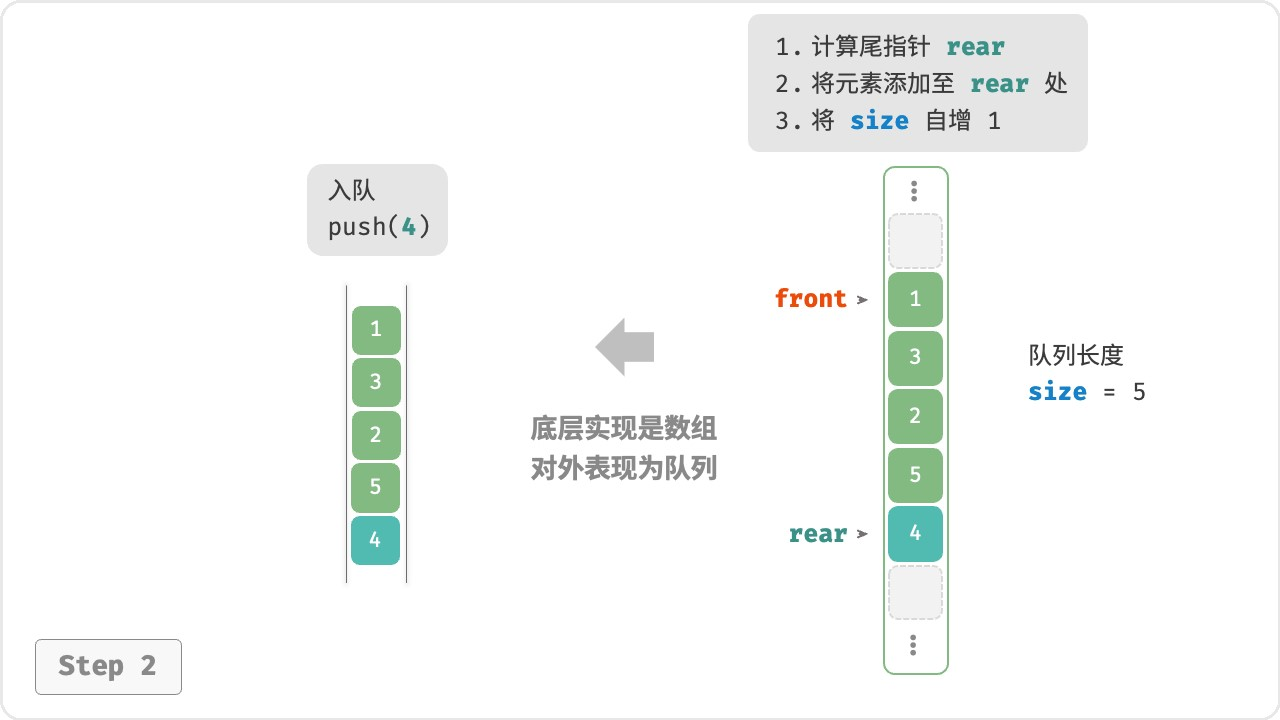 1. 计算尾指针 rear
2. 将元素添加至 rear 处
3. 将 size 自增 1
入队
push(4)
1
3
2
5
4
底层实现是数组
对外表现为队列
front
1
3
2
5
rear
4
队列长度
size = 5
Step 2